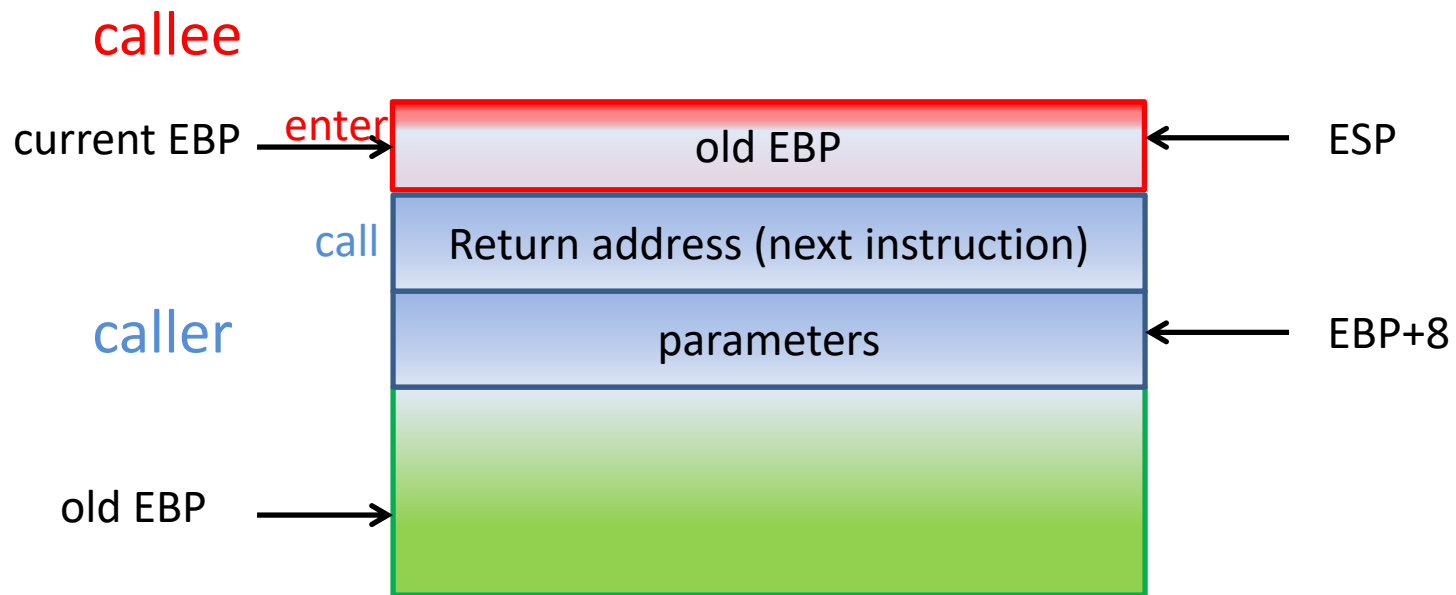 callee
current EBP
enter
old EBP
ESP
call
Return address (next instruction)
caller
parameters
EBP+8
old EBP